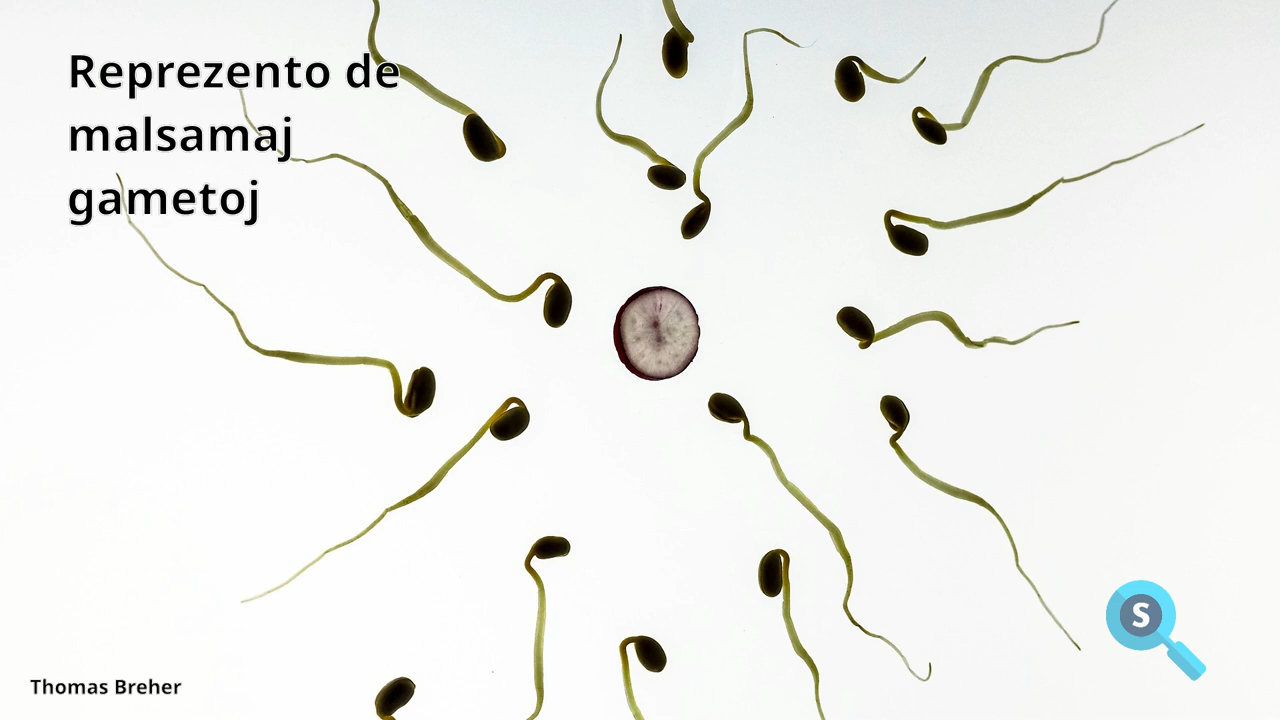 Reprezento de
malsamaj
gametoj
S
Thomas Breher